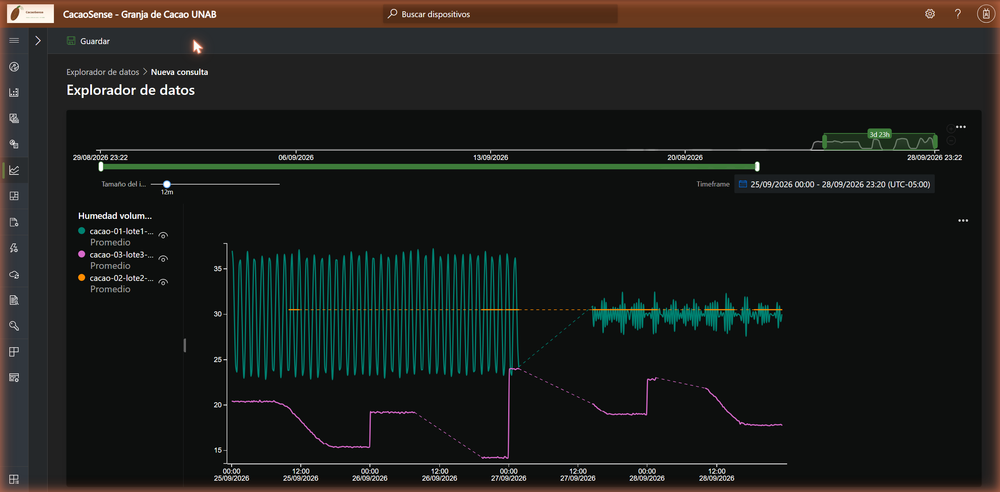 CacaoSense
CacaoSense - Granja de Cacao UNAB
Buscar dispositivos
Guardar
Explorador de datos > Nueva consulta
Explorador de datos
3d 23h
29/08/2026 23:22
06/09/2026
13/09/2026
20/09/2026
28/09/2026 23:22
Tamaño del i...
12m
Timeframe
25/09/2026 00:00 - 28/09/2026 23:20 (UTC-05:00)
Humedad volum...
cacao-01-lote1-...
Promedio
cacao-03-lote3-...
Promedio
cacao-02-lote2-...
Promedio
35
30
25
20
15
00:00
25/09/2026
12:00
25/09/2026
00:00
26/09/2026
12:00
26/09/2026
00:00
27/09/2026
12:00
27/09/2026
00:00
28/09/2026
12:00
28/09/2026